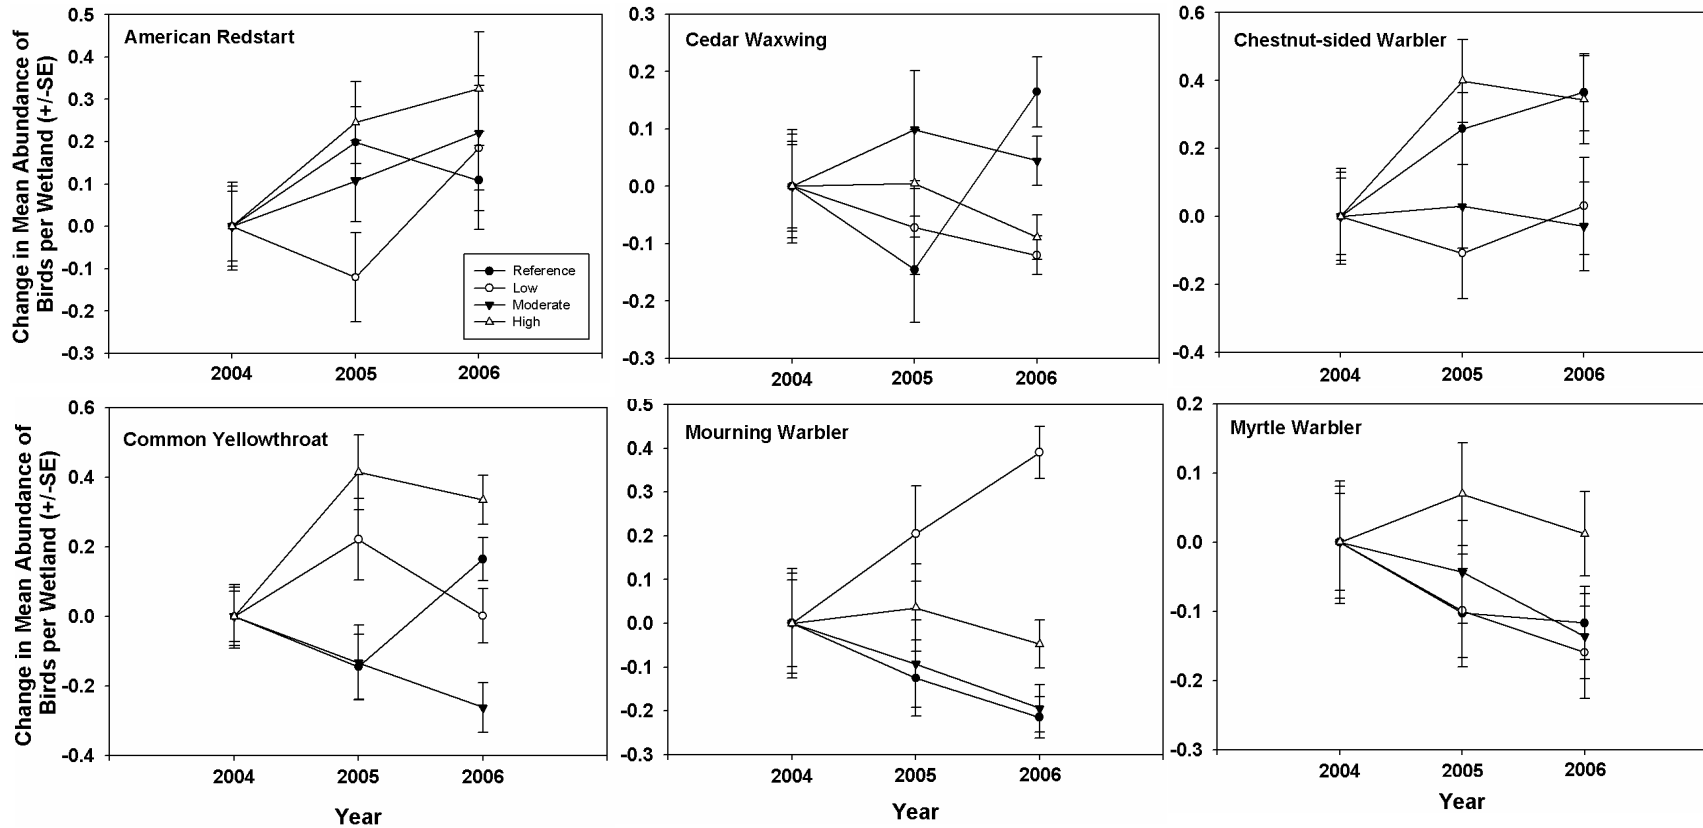 Change in Mean Abundance of
Birds per Wetland (+/-SE)
American Redstart
0.5
0.4
0.3
0.2
0.1
0.0
-0.1
-0.2
-0.3
Reference
Low
Moderate
High
2004 2005 2006
Cedar Waxwing
0.3
0.2
0.1
0.0
-0.1
-0.2
-0.3
2004 2005 2006
Chestnut-sided Warbler
0.6
0.4
0.2
0.0
-0.2
-0.4
2004 2005 2006
Change in Mean Abundance of
Birds per Wetland (+/-SE)
Common Yellowthroat
0.6
0.4
0.2
0.0
-0.2
-0.4
2004 2005 2006
Year
Mourning Warbler
0.5
0.4
0.3
0.2
0.1
0.0
-0.1
-0.2
-0.3
2004 2005 2006
Year
Myrtle Warbler
0.2
0.1
0.0
-0.1
-0.2
-0.3
2004 2005 2006
Year